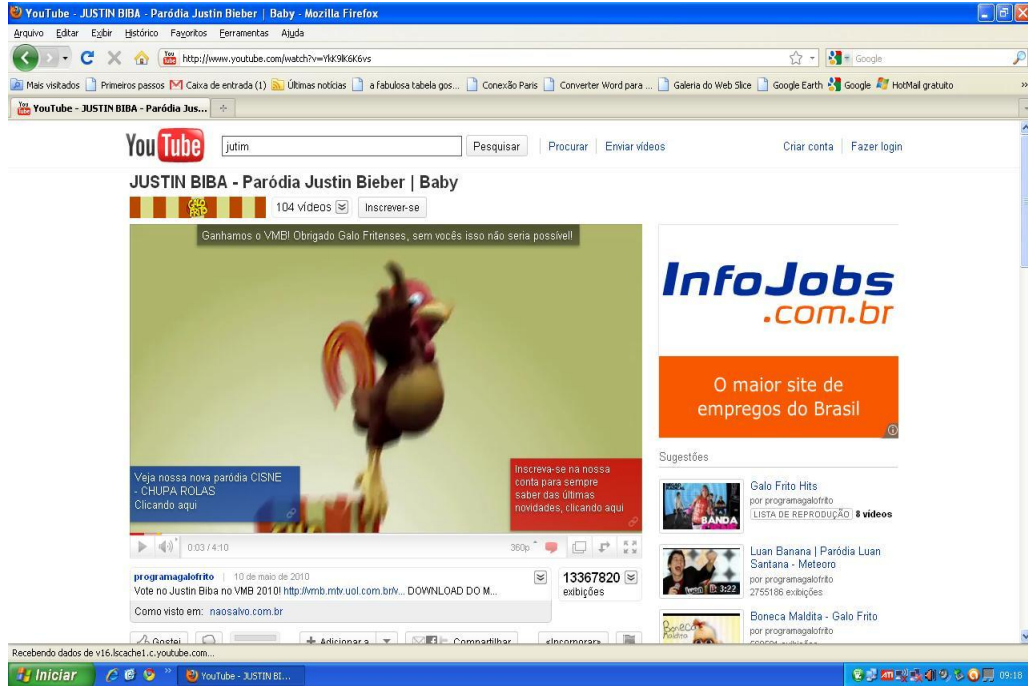 YouTube - JUSTIN BIBA - Paródia Justin Bieber | Baby - Mozilla Firefox
Arquivo Editar Exibir Histórico Favoritos Ferramentas Ajuda
http://www.youtube.com/watch?v=YkK9lK6K6vs
Google
Mais visitados Primeiros passos Caixa de entrada (1) Últimas notícias a fabulosa tabela gos... Conexão Paris Converter Word para ... Galeria do Web Slice Google Earth Google HotMail gratuito
YouTube - JUSTIN BIBA - Paródia Jus...
YouTube
jutim
Pesquisar
Procurar
Enviar vídeos
Criar conta
Fazer login
JUSTIN BIBA - Paródia Justin Bieber | Baby
GALO FRITO
104 vídeos
Inscrever-se
Ganhamos o VMB! Obrigado Galo Fritenses, sem vocês isso não seria possível!
Veja nossa nova paródia CISNE
- CHUPA ROLAS
Clicando aqui
Inscreva-se na nossa
conta para sempre
saber das últimas
novidades, clicando aqui
0:03 / 4:10
360p
programagalofrito | 10 de maio de 2010
Vote no Justin Biba no VMB 2010! http://vmb.mtv.uol.com.br/v... DOWNLOAD DO M...
13367820
exibições
Como visto em: naosalvo.com.br
Gostei
Adicionar a
Compartilhar
<Incorporar>
InfoJobs
.com.br
O maior site de
empregos do Brasil
Sugestões
BANDA
Galo Frito Hits
por programagalofrito
LISTA DE REPRODUÇÃO 8 vídeos
3:22
Luan Banana | Paródia Luan
Santana - Meteoro
por programagalofrito
2755186 exibições
Boneca
Maldita
Boneca Maldita - Galo Frito
por programagalofrito
Recebendo dados de v16.lscache1.c.youtube.com...
Iniciar
YouTube - JUSTIN BI...
09:18